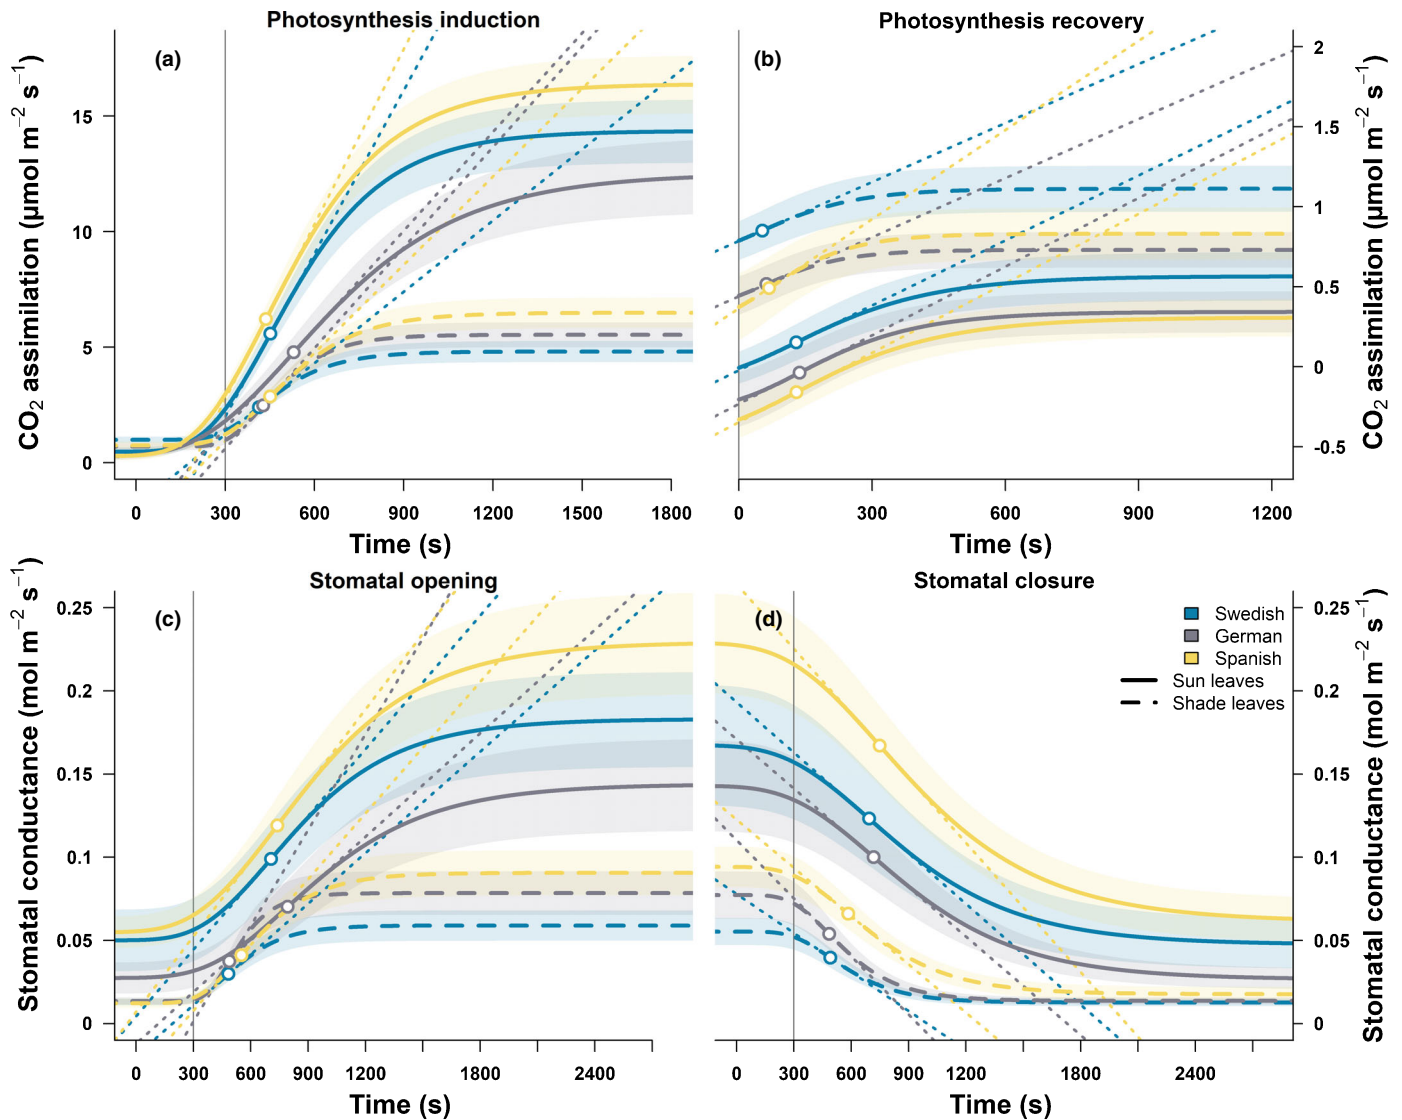 Photosynthesis induction
Photosynthesis recovery
(a)
(b)
CO2 assimilation (µmol m−2 s−1)
15
10
5
0
0 300 600 900 1200 1500 1800
Time (s)
2
1.5
1
0.5
0
-0.5
CO2 assimilation (µmol m−2 s−1)
0 300 600 900 1200
Time (s)
Stomatal opening
Stomatal closure
(c)
(d)
Stomatal conductance (mol m−2 s−1)
0.25
0.2
0.15
0.1
0.05
0
0 300 600 900 1200 1800 2400
Time (s)
Swedish
German
Spanish
Sun leaves
Shade leaves
0.25
0.2
0.15
0.1
0.05
0
Stomatal conductance (mol m−2 s−1)
0 300 600 900 1200 1800 2400
Time (s)